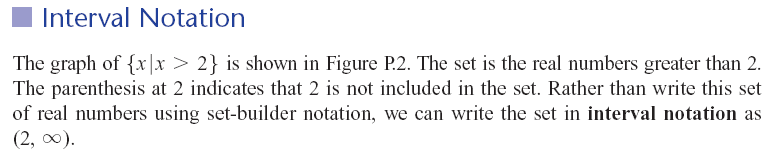 Interval Notation
The graph of {x|x > 2} is shown in Figure P.2. The set is the real numbers greater than 2.
The parenthesis at 2 indicates that 2 is not included in the set. Rather than write this set
of real numbers using set-builder notation, we can write the set in interval notation as
(2, ∞).